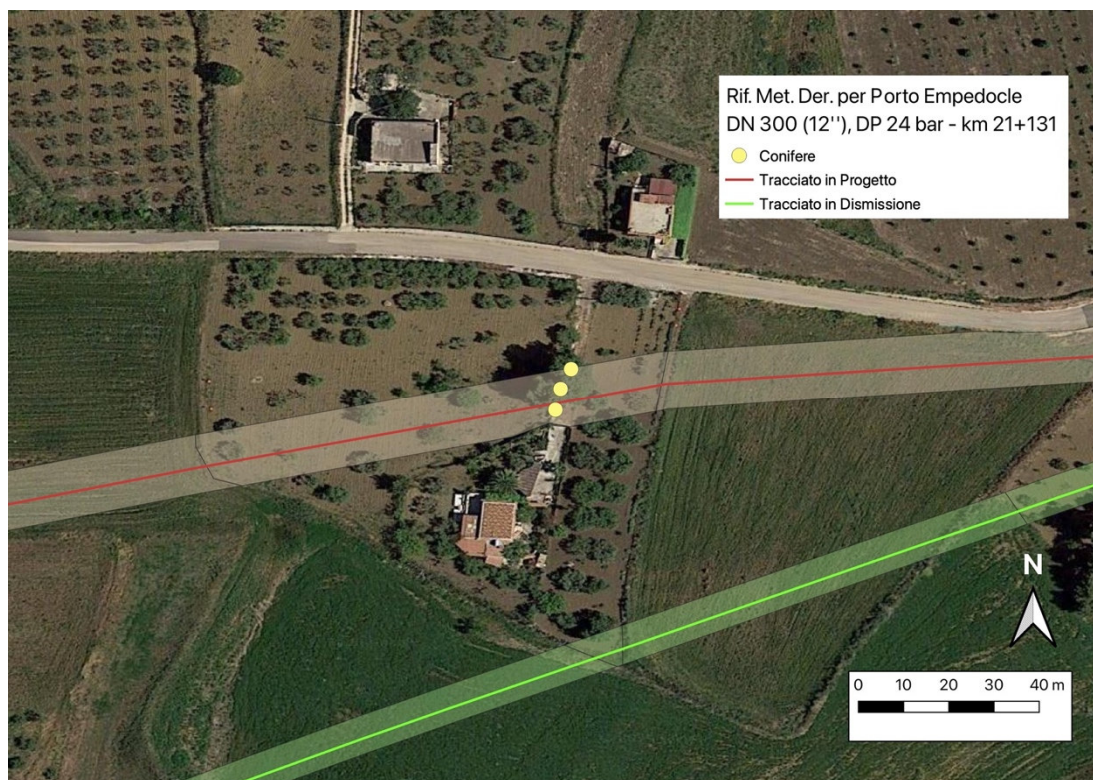 Rif. Met. Der. per Porto Empedocle
DN 300 (12''), DP 24 bar - km 21+131
Conifere
Tracciato in Progetto
Tracciato in Dismissione
N
0 10 20 30 40 m